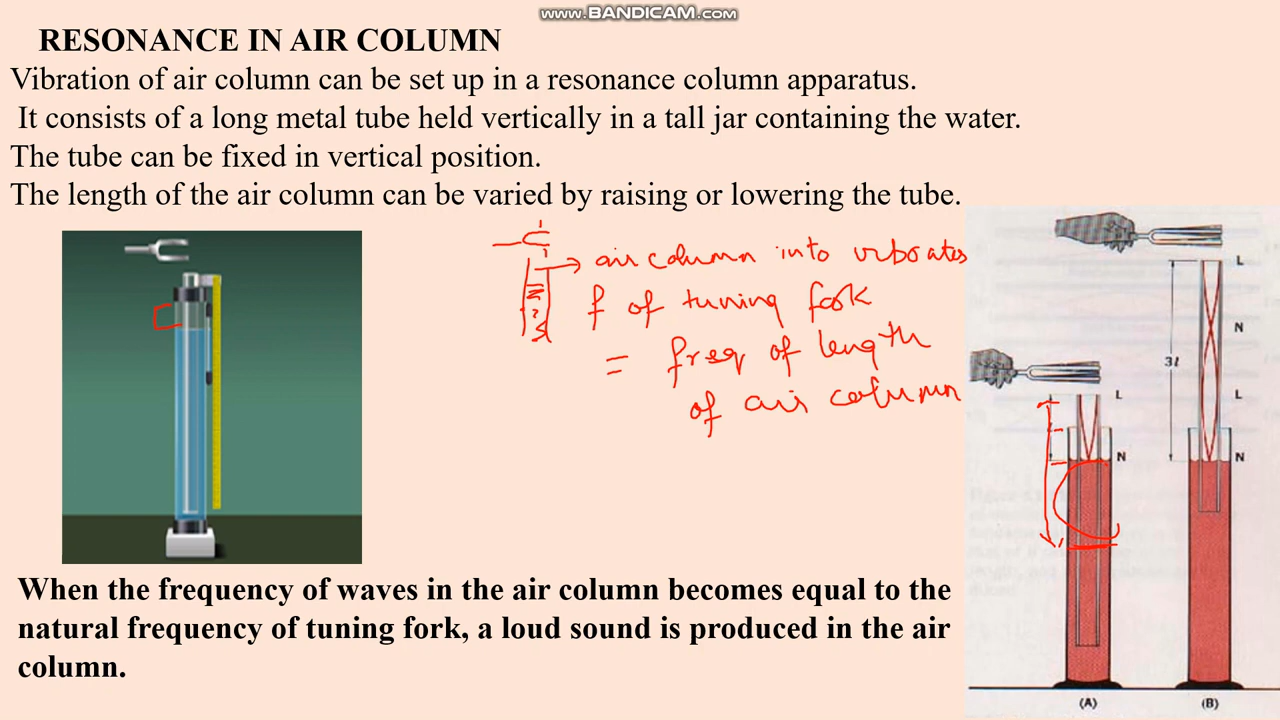 www.BANDICAM.com
RESONANCE IN AIR COLUMN
Vibration of air column can be set up in a resonance column apparatus.
It consists of a long metal tube held vertically in a tall jar containing the water.
The tube can be fixed in vertical position.
The length of the air column can be varied by raising or lowering the tube.
air column into vibrates
f of tuning fork
= freq of length
of air column
L
N
3l
L
L
N
N
When the frequency of waves in the air column becomes equal to the
natural frequency of tuning fork, a loud sound is produced in the air
column.
(A)
(B)